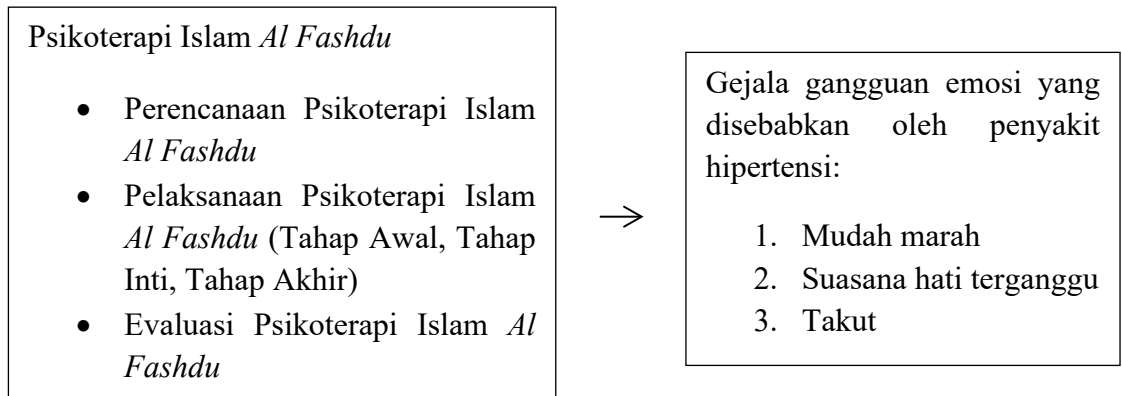 Psikoterapi Islam Al Fashdu
• Perencanaan Psikoterapi Islam
Al Fashdu
• Pelaksanaan Psikoterapi Islam
Al Fashdu (Tahap Awal, Tahap
Inti, Tahap Akhir)
• Evaluasi Psikoterapi Islam Al
Fashdu
Gejala gangguan emosi yang
disebabkan oleh penyakit
hipertensi:
1. Mudah marah
2. Suasana hati terganggu
3. Takut